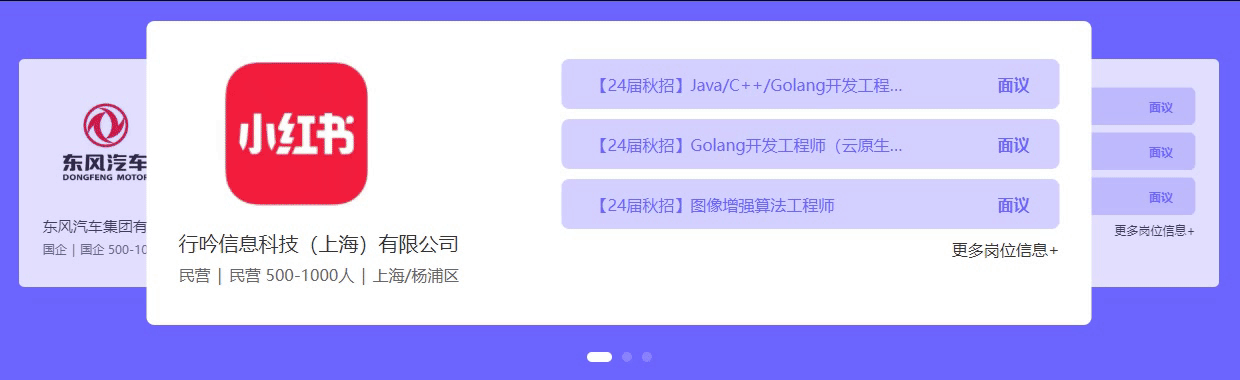 东风汽车
DONGFENG MOTOR
东风汽车集团有
国企 | 国企 500-10
小红书
行吟信息科技（上海）有限公司
民营 | 民营 500-1000人 | 上海/杨浦区
【24届秋招】Java/C++/Golang开发工程... 面议
【24届秋招】Golang开发工程师（云原生... 面议
【24届秋招】图像增强算法工程师 面议
更多岗位信息+
面议
面议
面议
更多岗位信息+